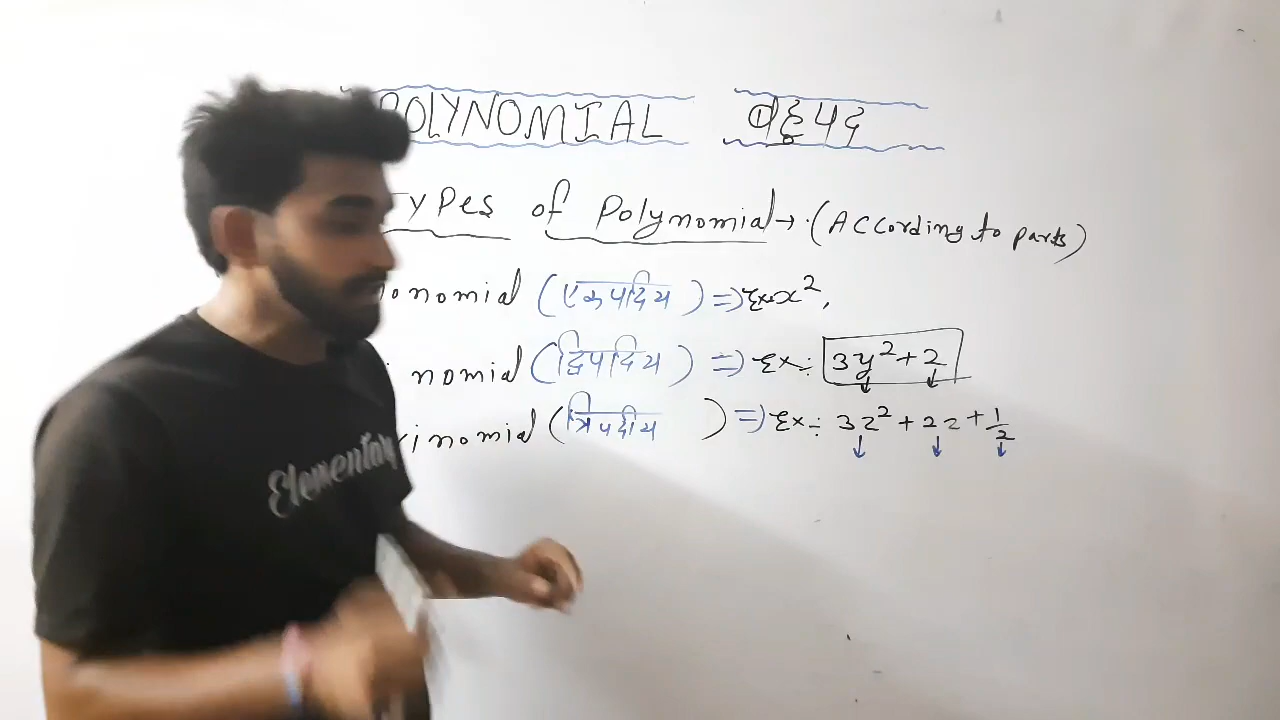 POLYNOMIAL बहुपद
ypes of Polynomial → (According to parts)
onomial (एकपदिय) => Ex x²,
nomial (द्विपदिय) => Ex ÷ 3y² + 2
inomial (त्रिपदीय) => Ex ÷ 3z² + 2z + 1/2
Elementary